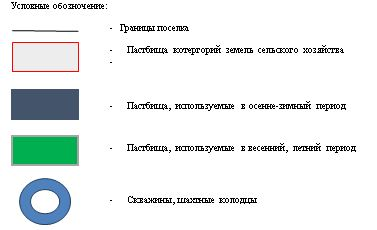 Условные обозначение:
- Границы поселка
- Пастбища котергорий земель сельского хозяйства
-
- Пастбища, используемые в осенне-зимный период
- Пастбища, используемые в весенний, летний период
- Скважины, шахтные колодцы